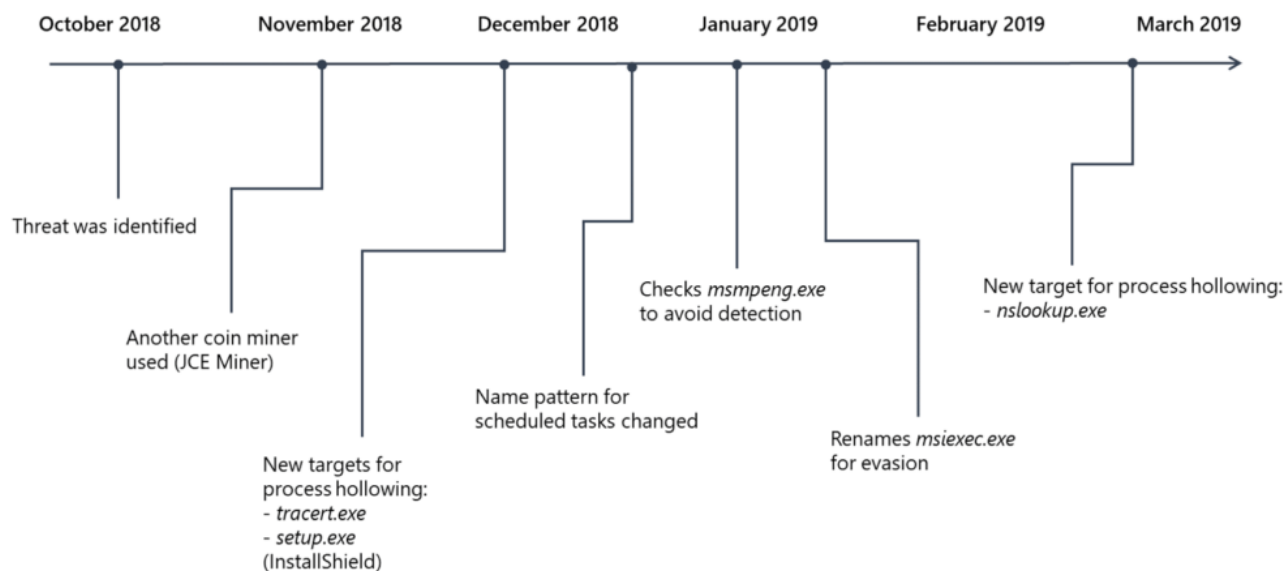 October 2018
November 2018
December 2018
January 2019
February 2019
March 2019
Threat was identified
Another coin miner
used (JCE Miner)
New targets for
process hollowing:
- tracert.exe
- setup.exe
(InstallShield)
Name pattern for
scheduled tasks changed
Checks msmpeng.exe
to avoid detection
Renames msiexec.exe
for evasion
New target for process hollowing:
- nslookup.exe